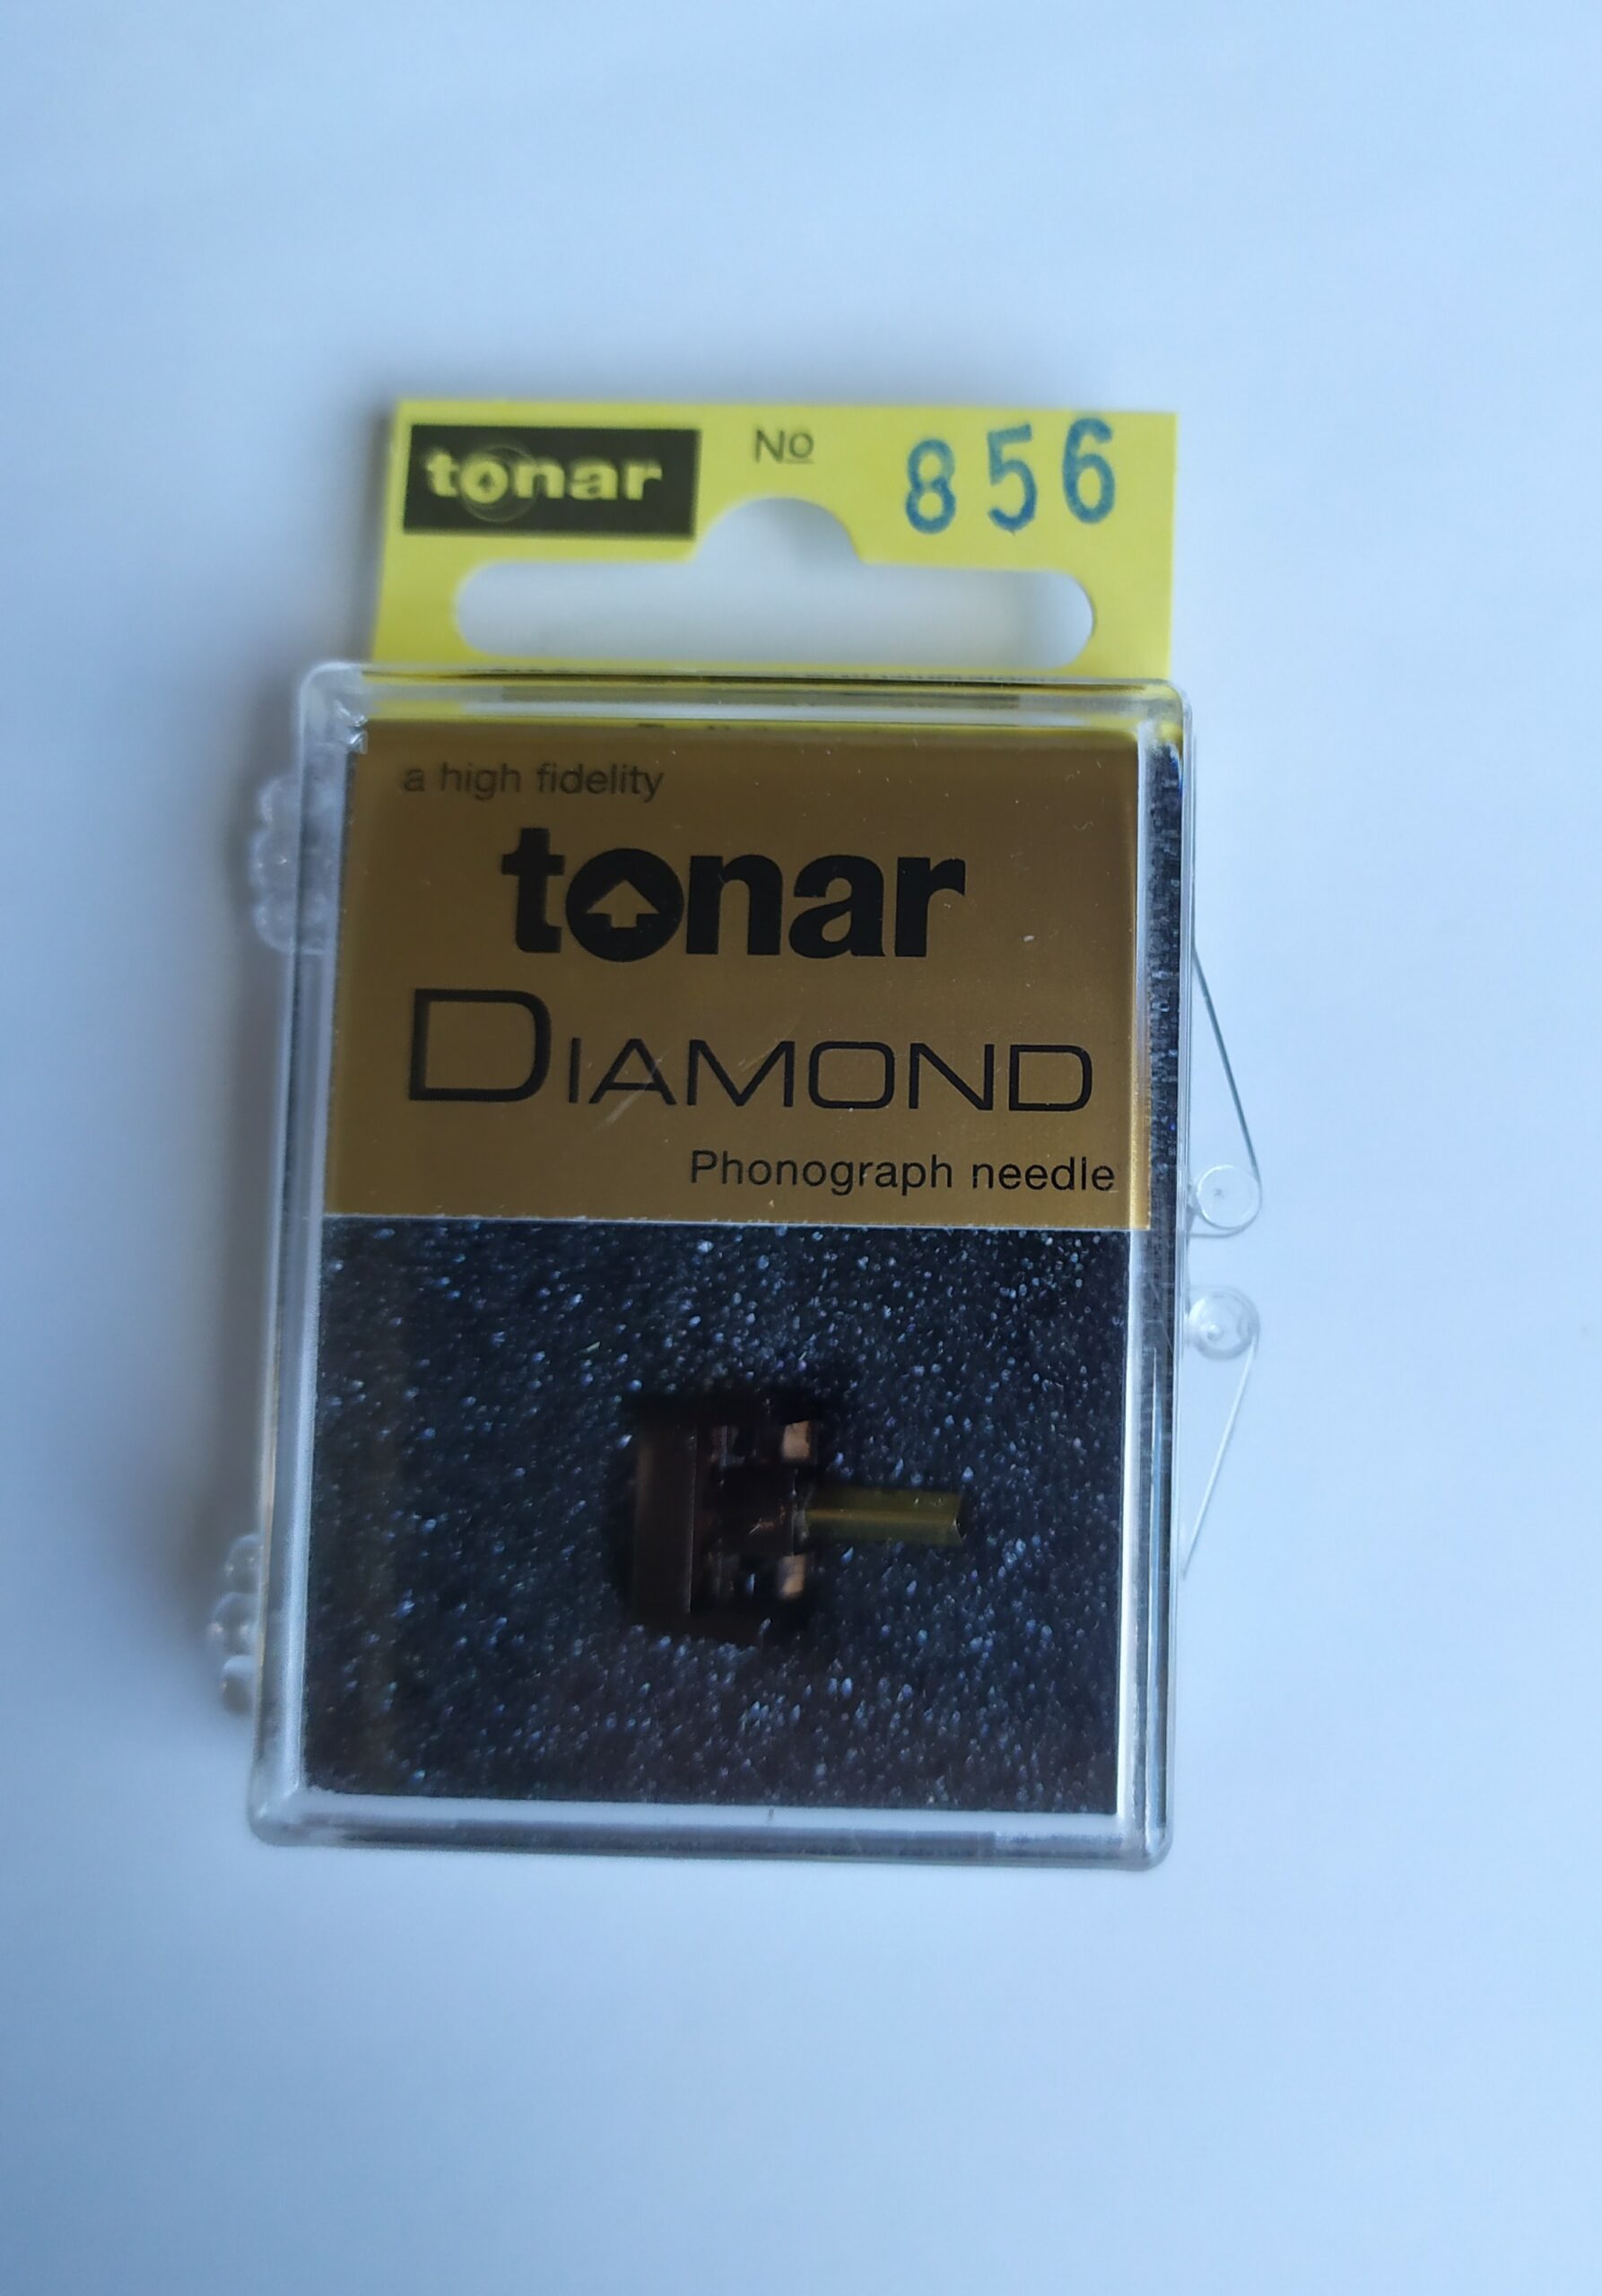 tonar
No 856
a high fidelity
tonar
DIAMOND
Phonograph needle